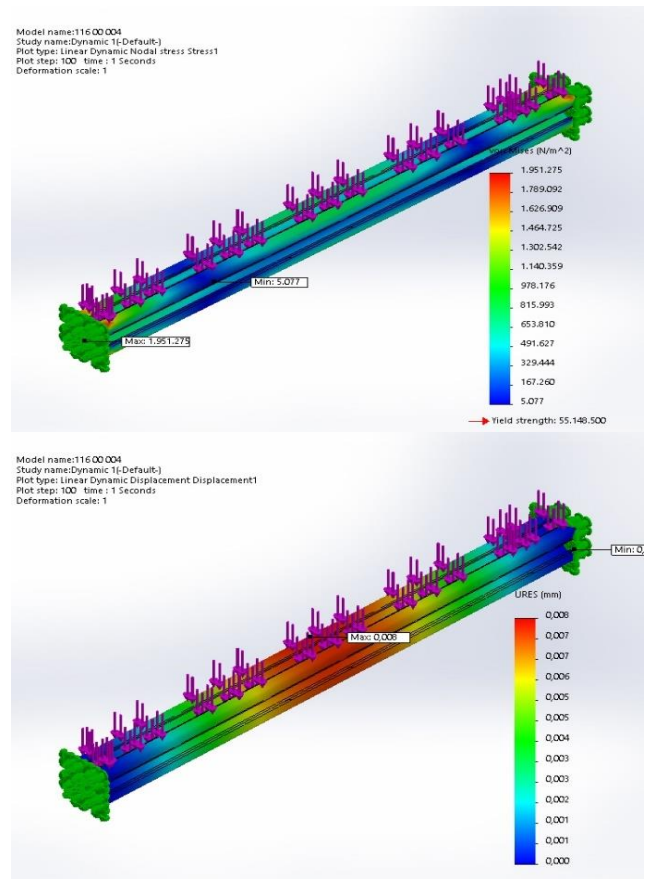 Model name:116 00 004
Study name:Dynamic 1(-Default-)
Plot type: Linear Dynamic Nodal stress Stress1
Plot step: 100 time : 1 Seconds
Deformation scale: 1
von Mises (N/m^2)
1.951.275
1.789.092
1.626.909
1.464.725
1.302.542
1.140.359
978.176
815.993
653.810
491.627
329.444
167.260
5.077
Min: 5.077
Max: 1.951.275
Yield strength: 55.148.500
Model name:116 00 004
Study name:Dynamic 1(-Default-)
Plot type: Linear Dynamic Displacement Displacement1
Plot step: 100 time : 1 Seconds
Deformation scale: 1
Min: 0,
URES (mm)
Max: 0,008
0,008
0,007
0,007
0,006
0,005
0,005
0,004
0,003
0,003
0,002
0,001
0,001
0,000